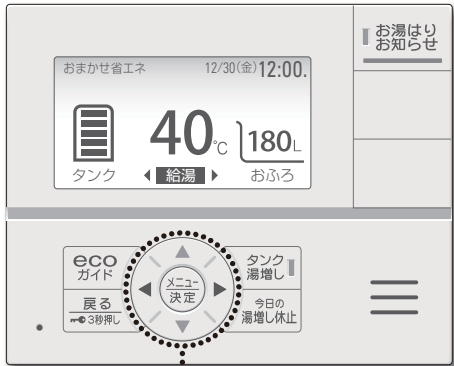 お湯はり
お知らせ
おまかせ省エネ 12/30(金)12:00.
40℃
180L
タンク
給湯
おふろ
eco
ガイド
戻る
3秒押し
メニュー
決定
タンク
湯増し
今日の
湯増し休止